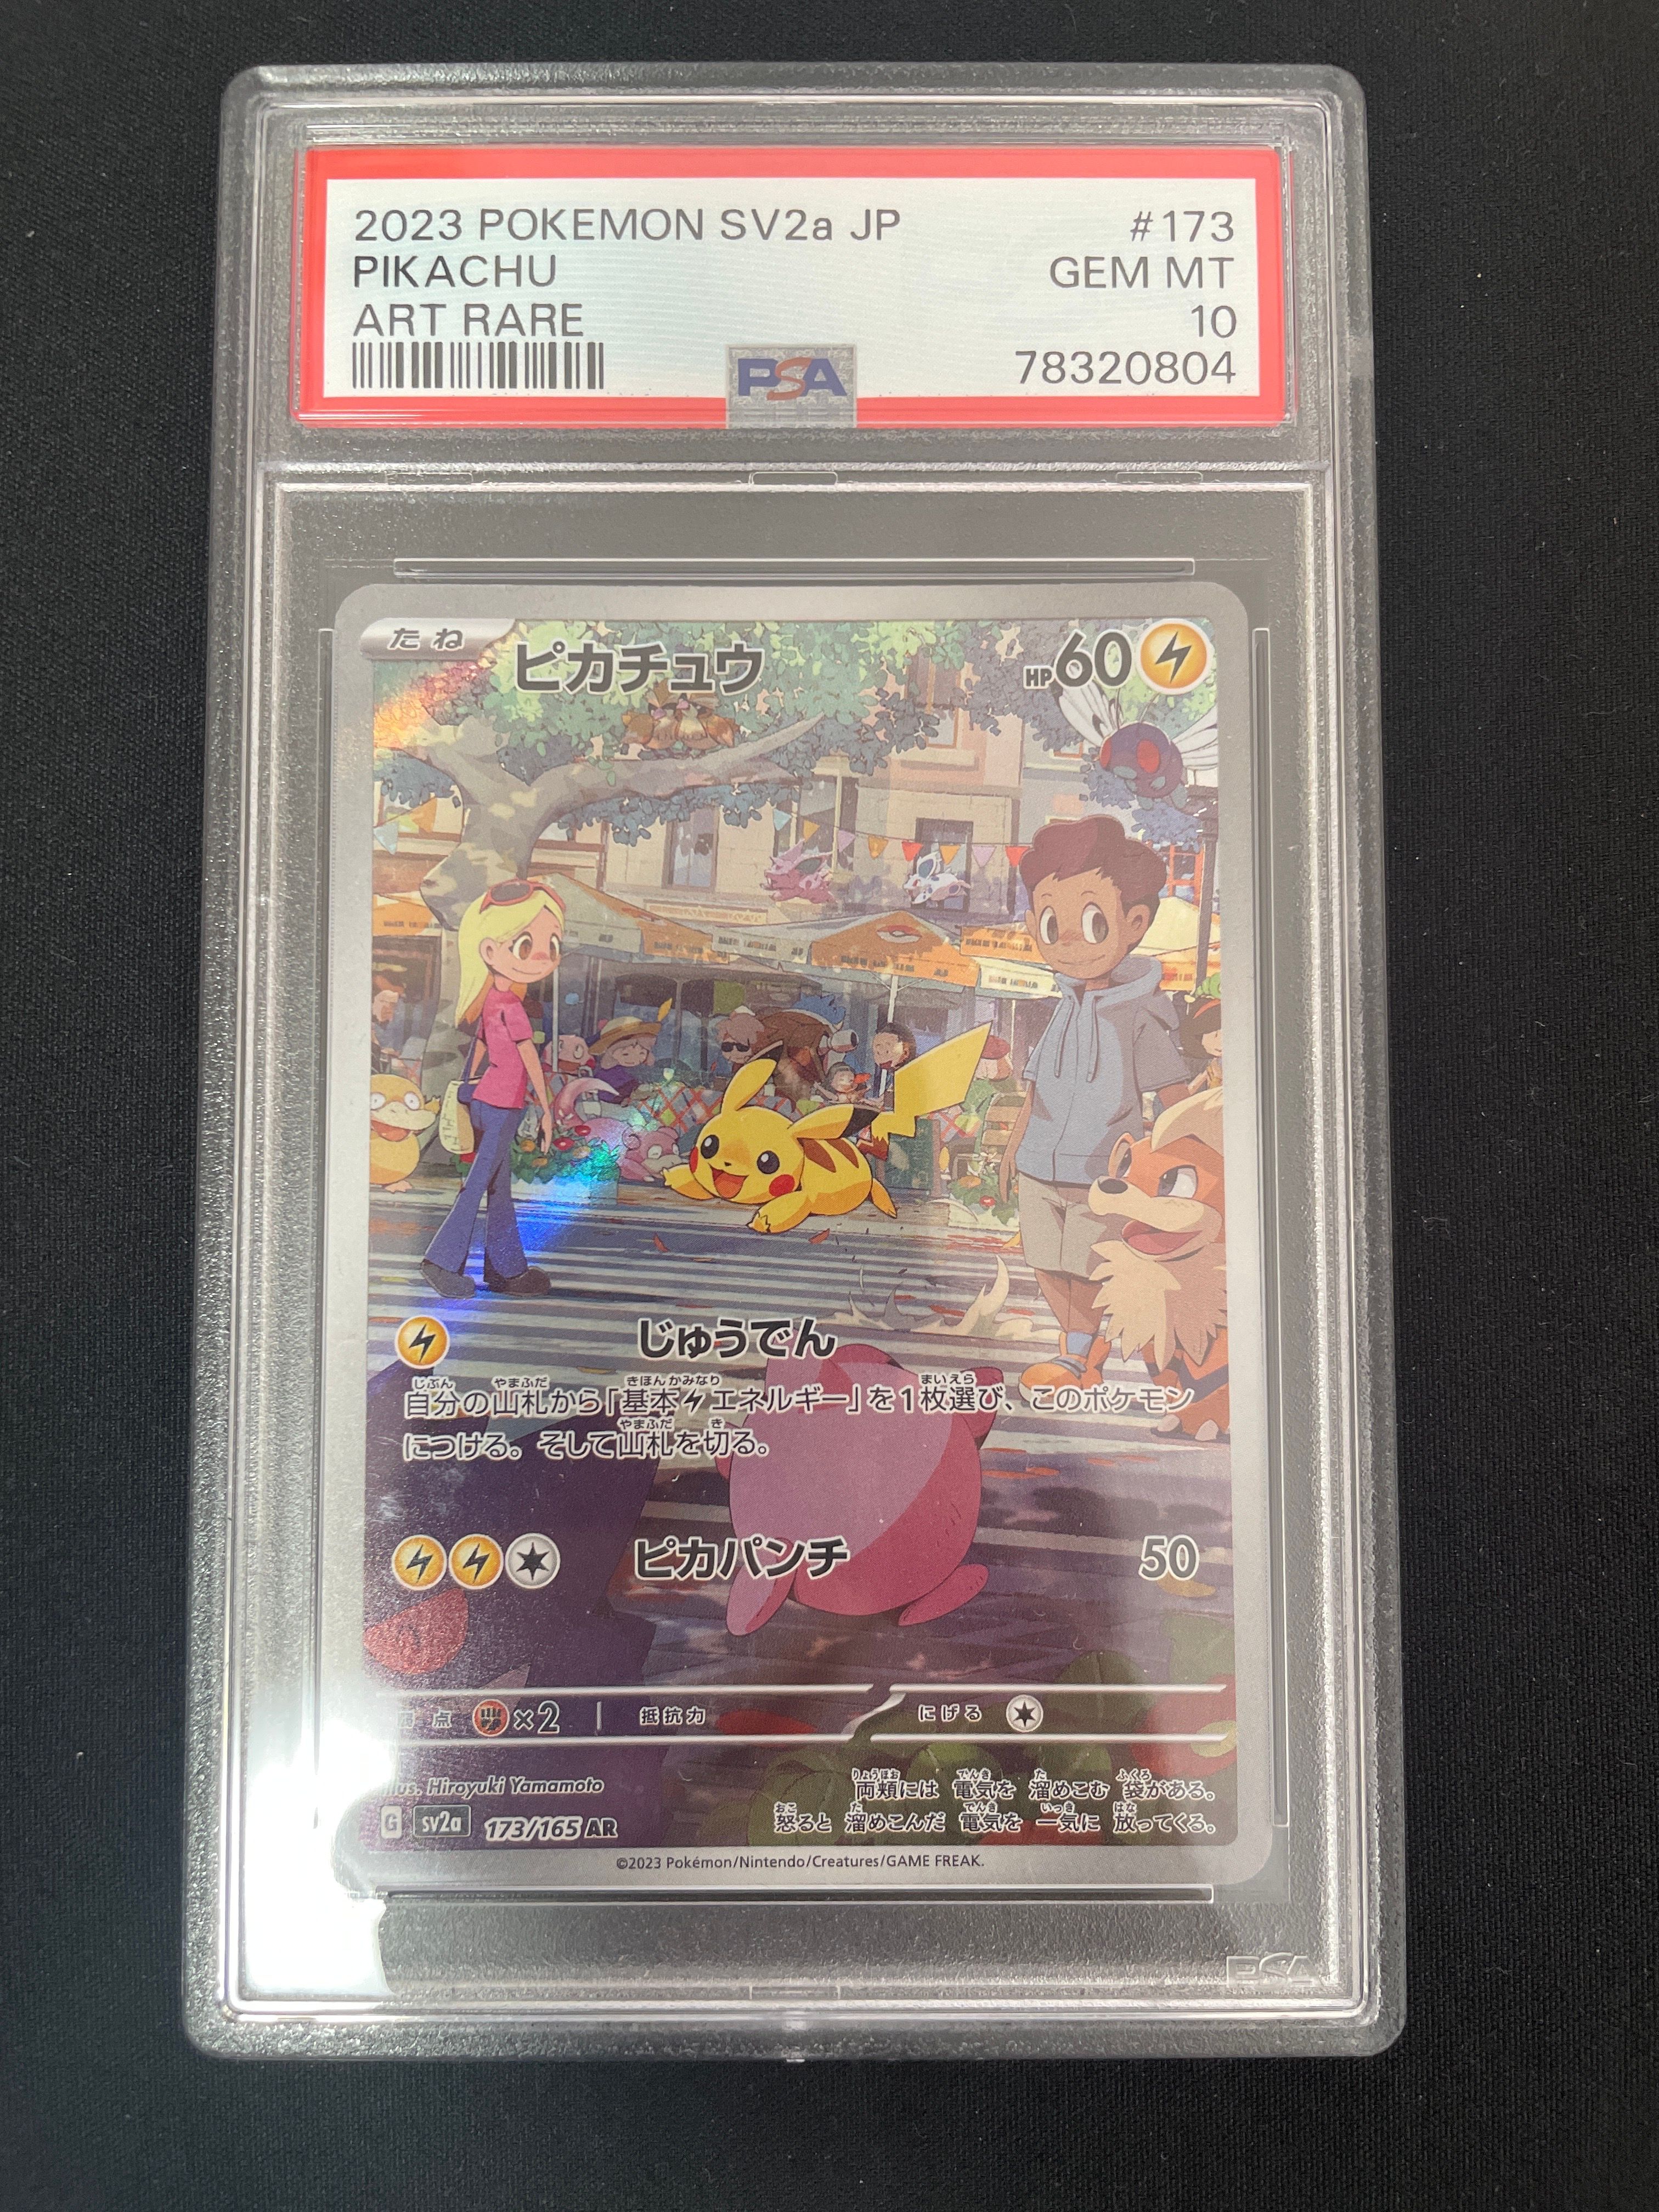 2023 POKEMON SV2a JP #173
PIKACHU GEM MT
ART RARE 10
PSA 78320804
たね ピカチュウ HP60
じゅうでん
自分の山札から「基本エネルギー」を1枚選び、このポケモン
につける。そして山札を切る。
ピカパンチ 50
点 ×2 抵抗力 にげる
Illus. Hiroyuki Yamamoto
両頬には 電気を 溜めこむ 袋がある。
怒ると 溜めこんだ 電気を 一気に 放ってくる。
G sv2a 173/165 AR
©2023 Pokémon/Nintendo/Creatures/GAME FREAK.
PSA